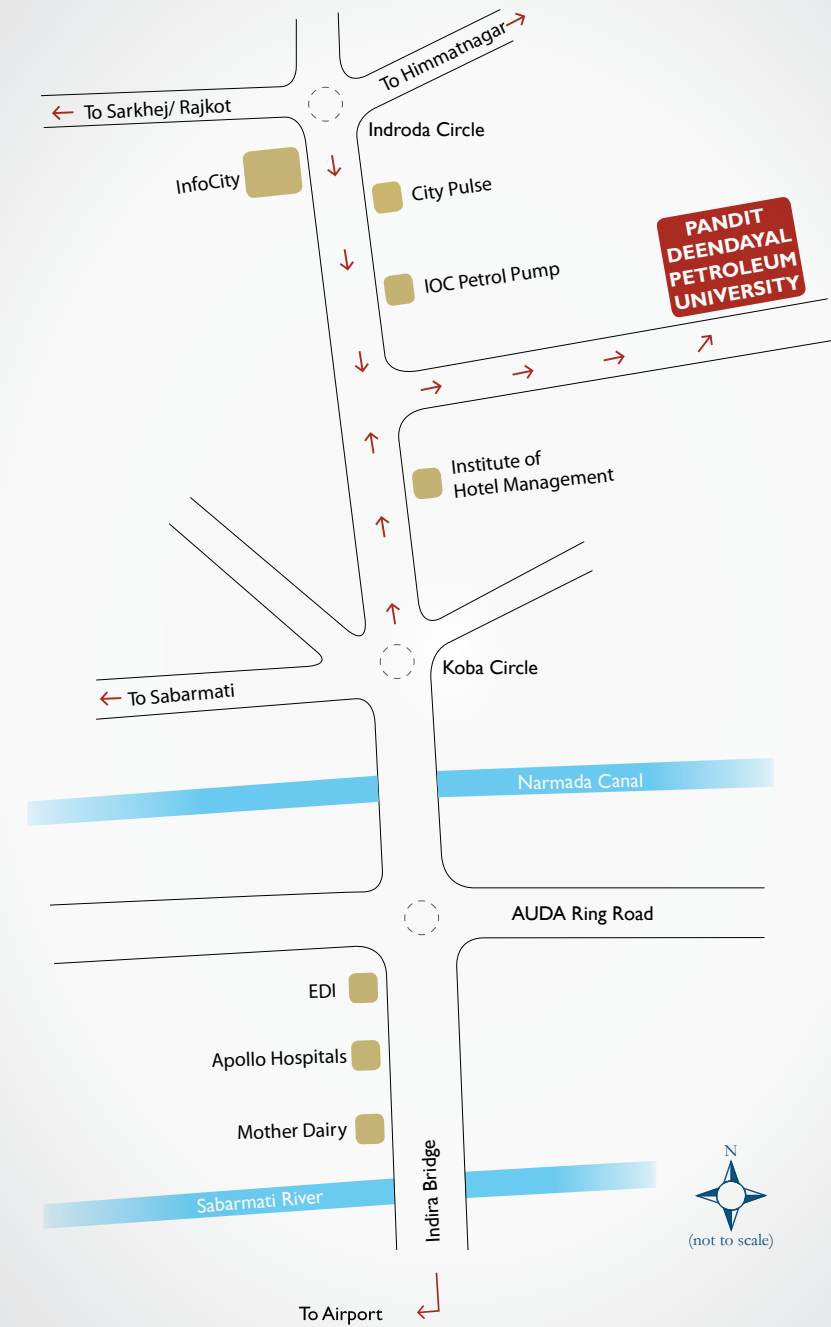 To Himmatnagar
To Sarkhej/ Rajkot
Indroda Circle
InfoCity
City Pulse
PANDIT
DEENDAYAL
PETROLEUM
UNIVERSITY
IOC Petrol Pump
Institute of
Hotel Management
Koba Circle
To Sabarmati
Narmada Canal
AUDA Ring Road
EDI
Apollo Hospitals
Mother Dairy
Indira Bridge
Sabarmati River
N
(not to scale)
To Airport